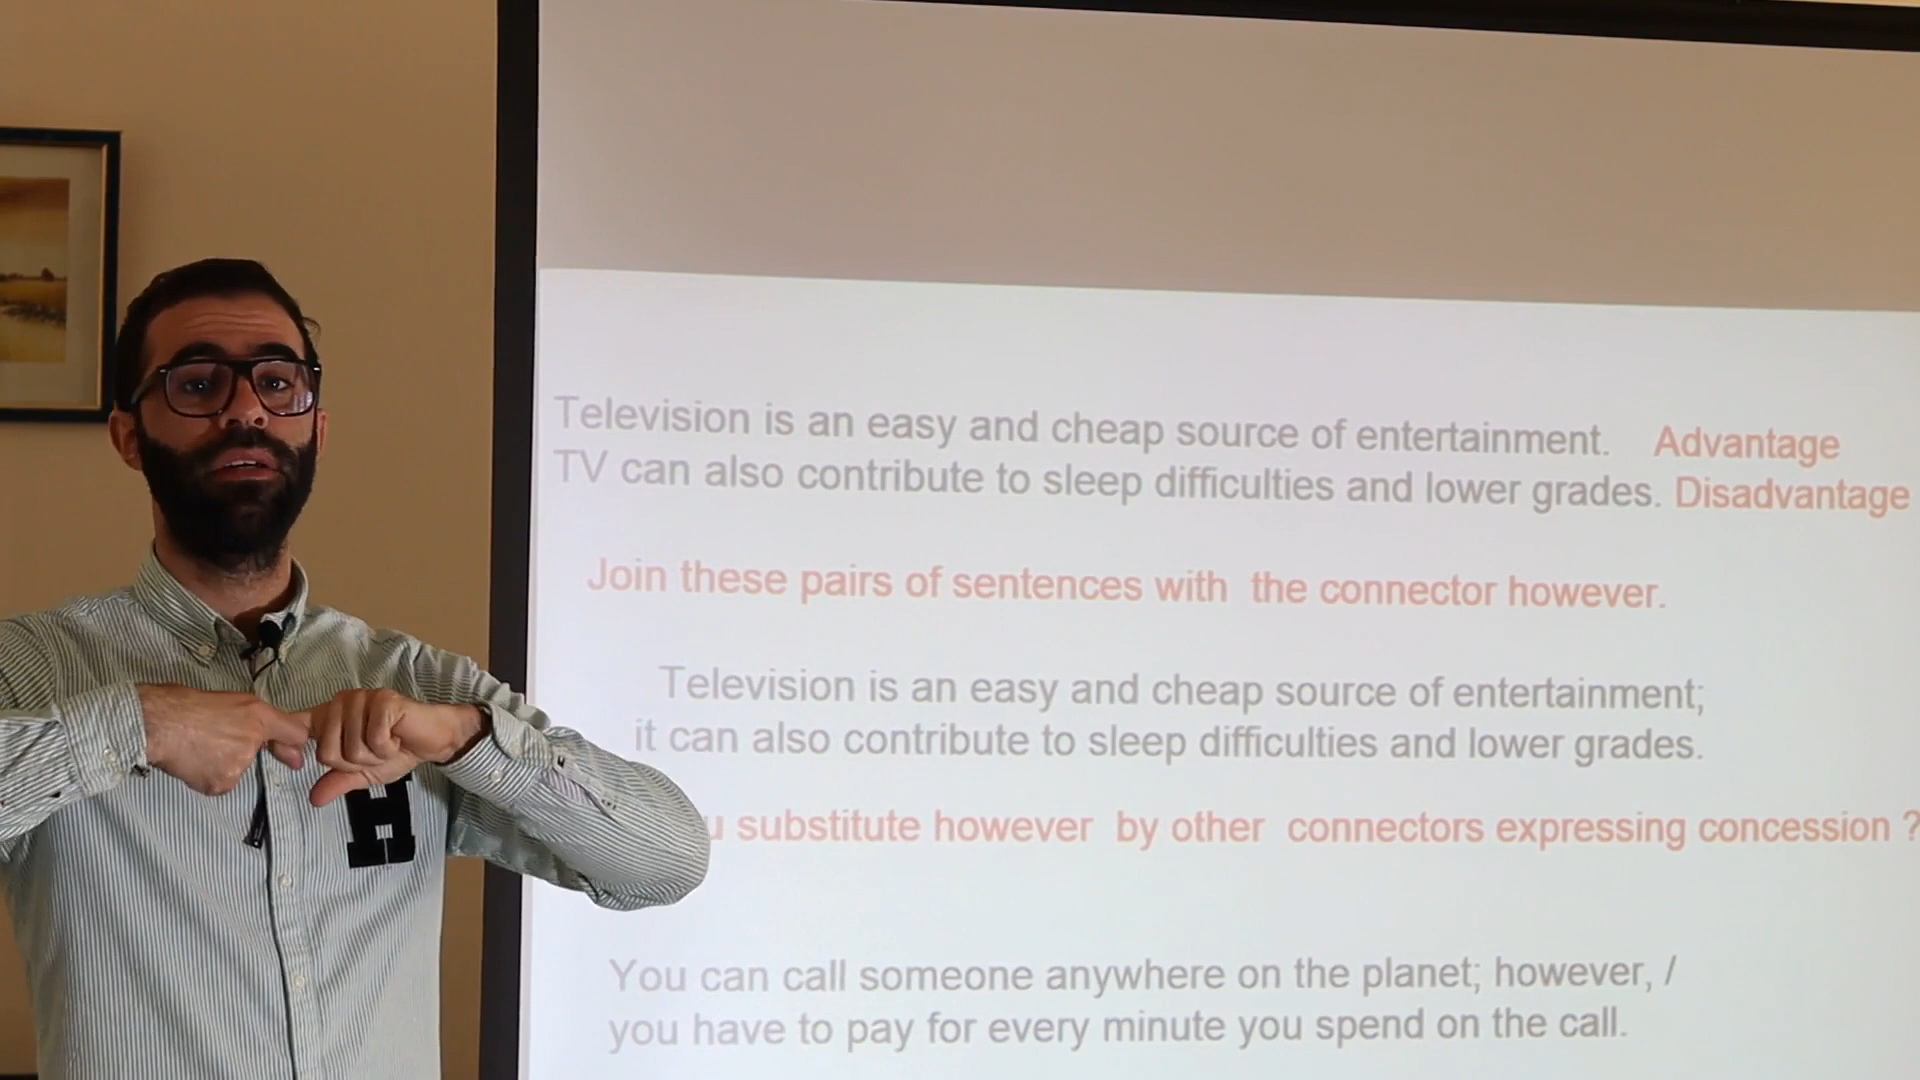 Television is an easy and cheap source of entertainment. Advantage
TV can also contribute to sleep difficulties and lower grades. Disadvantage
Join these pairs of sentences with the connector however.
Television is an easy and cheap source of entertainment;
it can also contribute to sleep difficulties and lower grades.
substitute however by other connectors expressing concession ?
You can call someone anywhere on the planet; however, /
you have to pay for every minute you spend on the call.
H